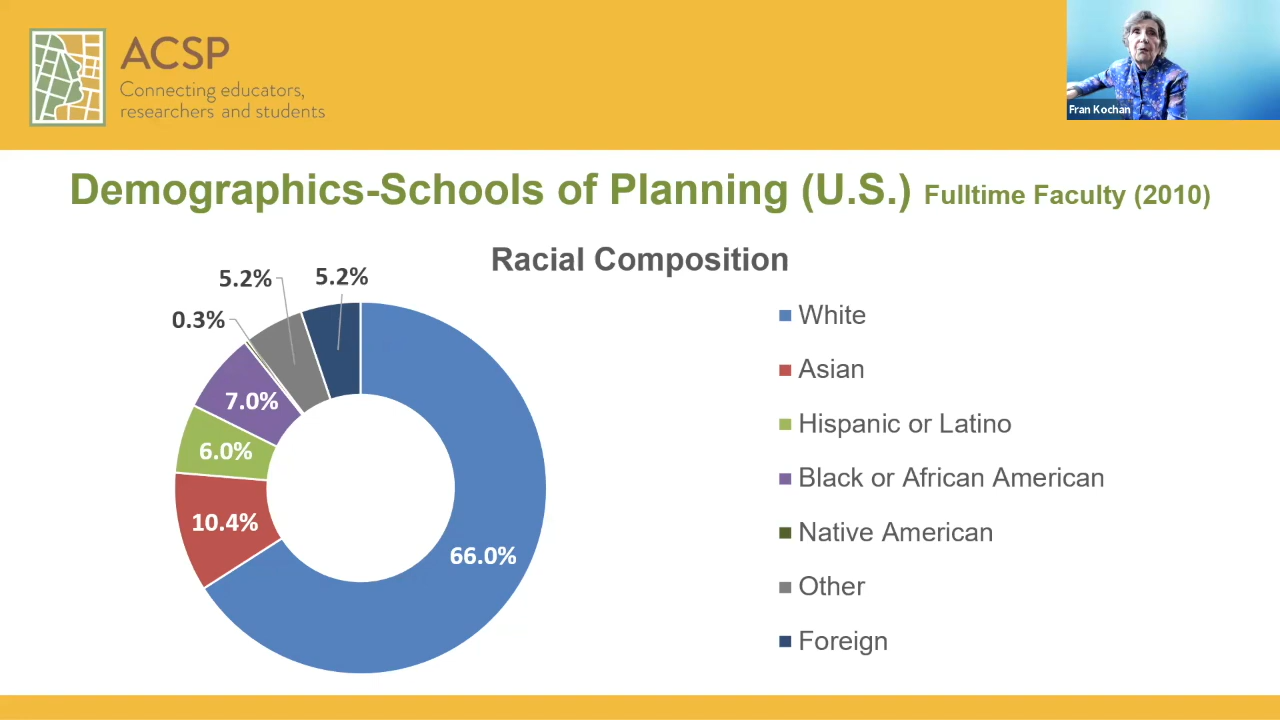 ACSP
Connecting educators,
researchers and students
Fran Kochan
Demographics-Schools of Planning (U.S.) Fulltime Faculty (2010)
Racial Composition
5.2%
5.2%
0.3%
7.0%
6.0%
10.4%
66.0%
White
Asian
Hispanic or Latino
Black or African American
Native American
Other
Foreign